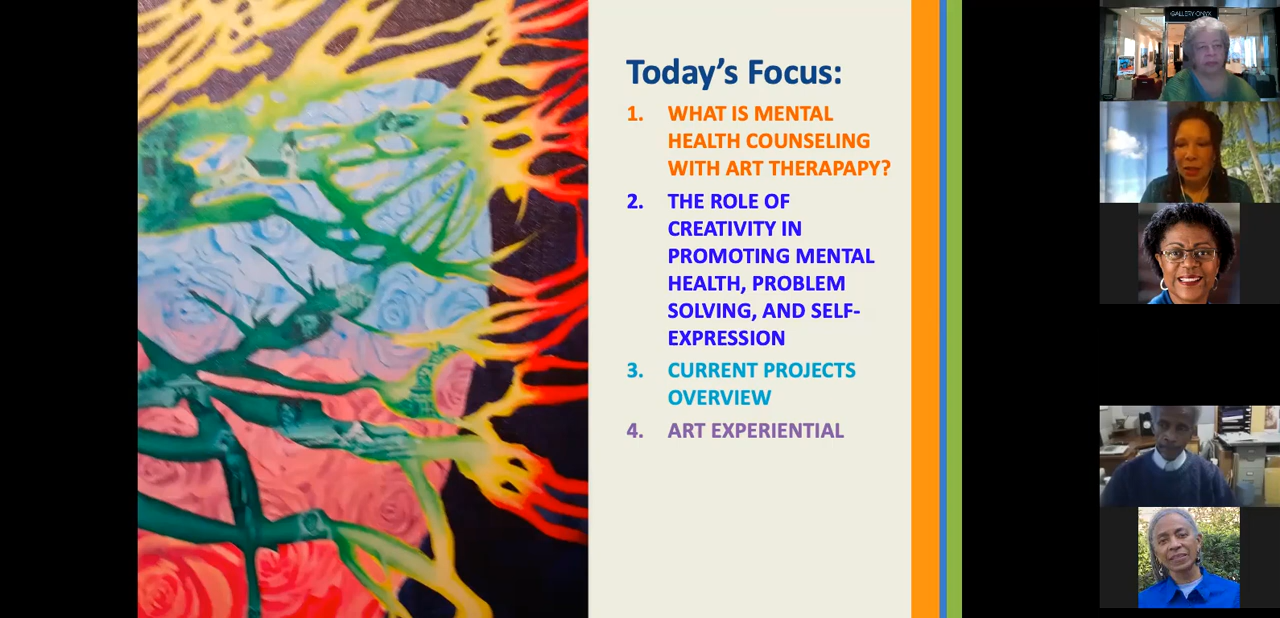 Today's Focus:
1. WHAT IS MENTAL
HEALTH COUNSELING
WITH ART THERAPAPY?
2. THE ROLE OF
CREATIVITY IN
PROMOTING MENTAL
HEALTH, PROBLEM
SOLVING, AND SELF-
EXPRESSION
3. CURRENT PROJECTS
OVERVIEW
4. ART EXPERIENTIAL
GALLERY ONYX